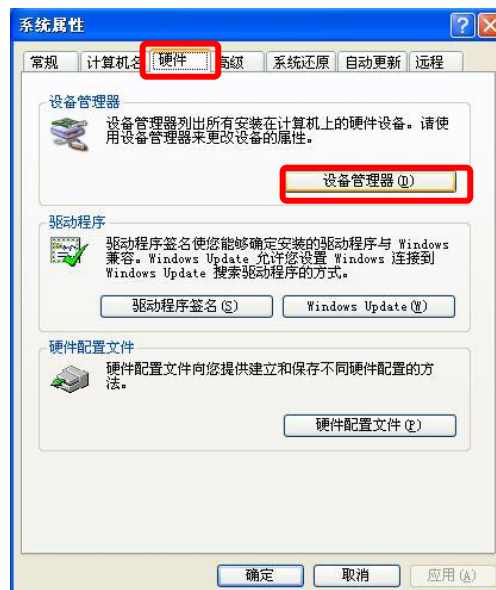 系统属性
常规 计算机名 硬件 高级 系统还原 自动更新 远程
设备管理器
设备管理器列出所有安装在计算机上的硬件设备。请使
用设备管理器来更改设备的属性。
设备管理器(D)
驱动程序
驱动程序签名使您能够确定安装的驱动程序与 Windows
兼容。Windows Update 允许您设置 Windows 连接到
Windows Update 搜索驱动程序的方式。
驱动程序签名(S) Windows Update(W)
硬件配置文件
硬件配置文件向您提供建立和保存不同硬件配置的方
法。
硬件配置文件(P)
确定 取消 应用(A)